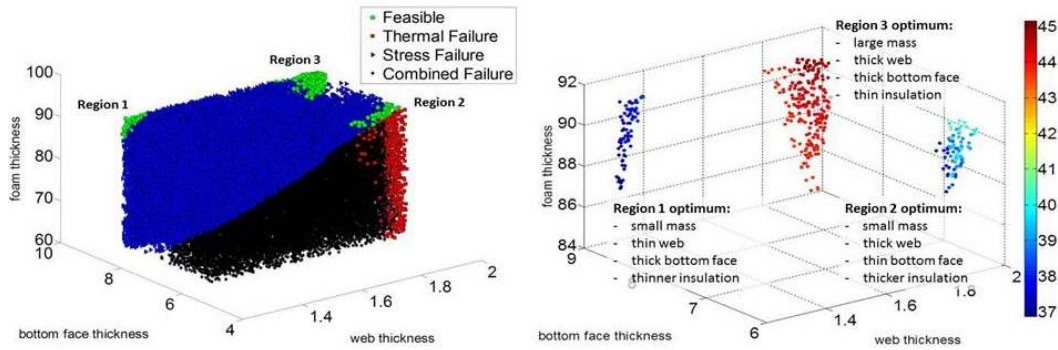 Feasible
Thermal Failure
Stress Failure
Combined Failure
Region 3
Region 1
Region 2
100
90
80
70
60
foam thickness
10
8
6
4
bottom face thickness
1.4
1.6
1.8
2
web thickness
Region 3 optimum:
- large mass
- thick web
- thick bottom face
- thin insulation
92
90
88
86
84
foam thickness
Region 1 optimum:
- small mass
- thin web
- thick bottom face
- thinner insulation
Region 2 optimum:
- small mass
- thick web
- thin bottom face
- thicker insulation
9
8
7
6
bottom face thickness
1.4
1.6
1.8
2
web thickness
45
44
43
42
41
40
39
38
37